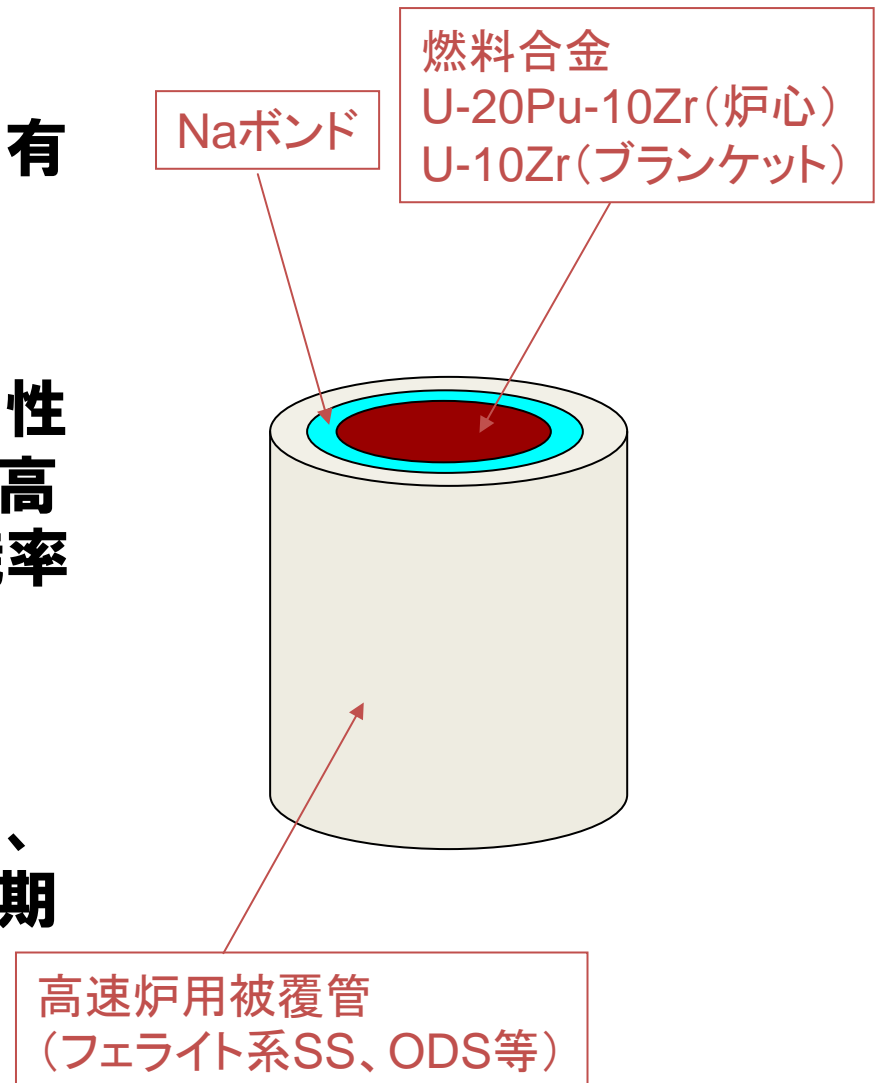 有
性
高
率
、
期
Naボンド
燃料合金
U-20Pu-10Zr（炉心）
U-10Zr（ブランケット）
高速炉用被覆管
（フェライト系SS、ODS等）